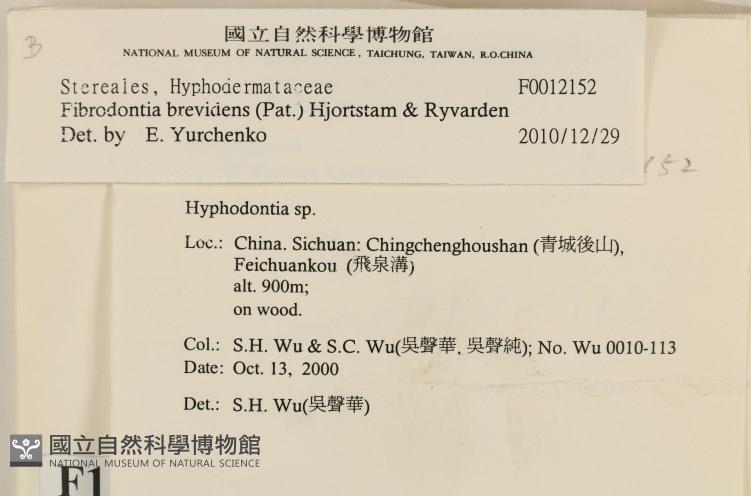 B
國立自然科學博物館
NATIONAL MUSEUM OF NATURAL SCIENCE, TAICHUNG, TAIWAN, R.O.CHINA
Stereales, Hyphodermataceae F0012152
Fibrodontia brevidens (Pat.) Hjortstam & Ryvarden
Det. by E. Yurchenko 2010/12/29
152
Hyphodontia sp.
Loc.: China. Sichuan: Chingchenghoushan (青城後山),
Feichuankou (飛泉溝)
alt. 900m;
on wood.
Col.: S.H. Wu & S.C. Wu(吳聲華, 吳聲純); No. Wu 0010-113
Date: Oct. 13, 2000
Det.: S.H. Wu(吳聲華)
國立自然科學博物館
NATIONAL MUSEUM OF NATURAL SCIENCE
F1